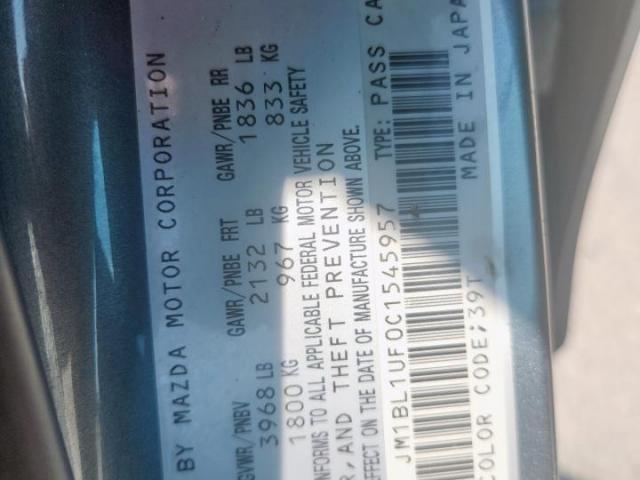 BY MAZDA MOTOR CORPORATION
GVWR/PNBV GAWR/PNBE FRT GAWR/PNBE RR
3968 LB 2132 LB 1836 LB
1800 KG 967 KG 833 KG
NFORMS TO ALL APPLICABLE FEDERAL MOTOR VEHICLE SAFETY
R, AND THEFT PREVENTION
EFFECT ON THE DATE OF MANUFACTURE SHOWN ABOVE.
JM1BL1UF0C1545957 TYPE: PASS CA
COLOR CODE;39T MADE IN JAPA